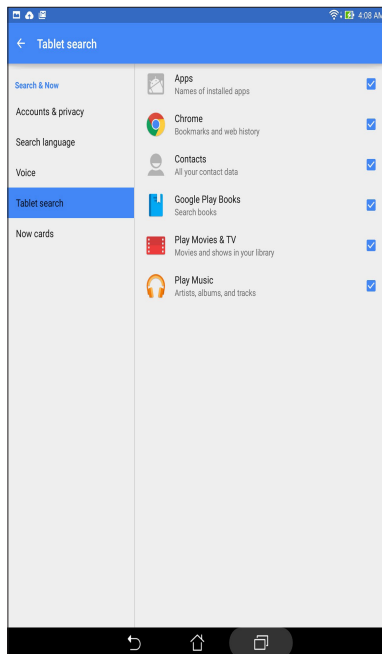 4:08 AM
Tablet search
Search & Now
Accounts & privacy
Search language
Voice
Tablet search
Now cards
Apps
Names of installed apps
Chrome
Bookmarks and web history
Contacts
All your contact data
Google Play Books
Search books
Play Movies & TV
Movies and shows in your library
Play Music
Artists, albums, and tracks